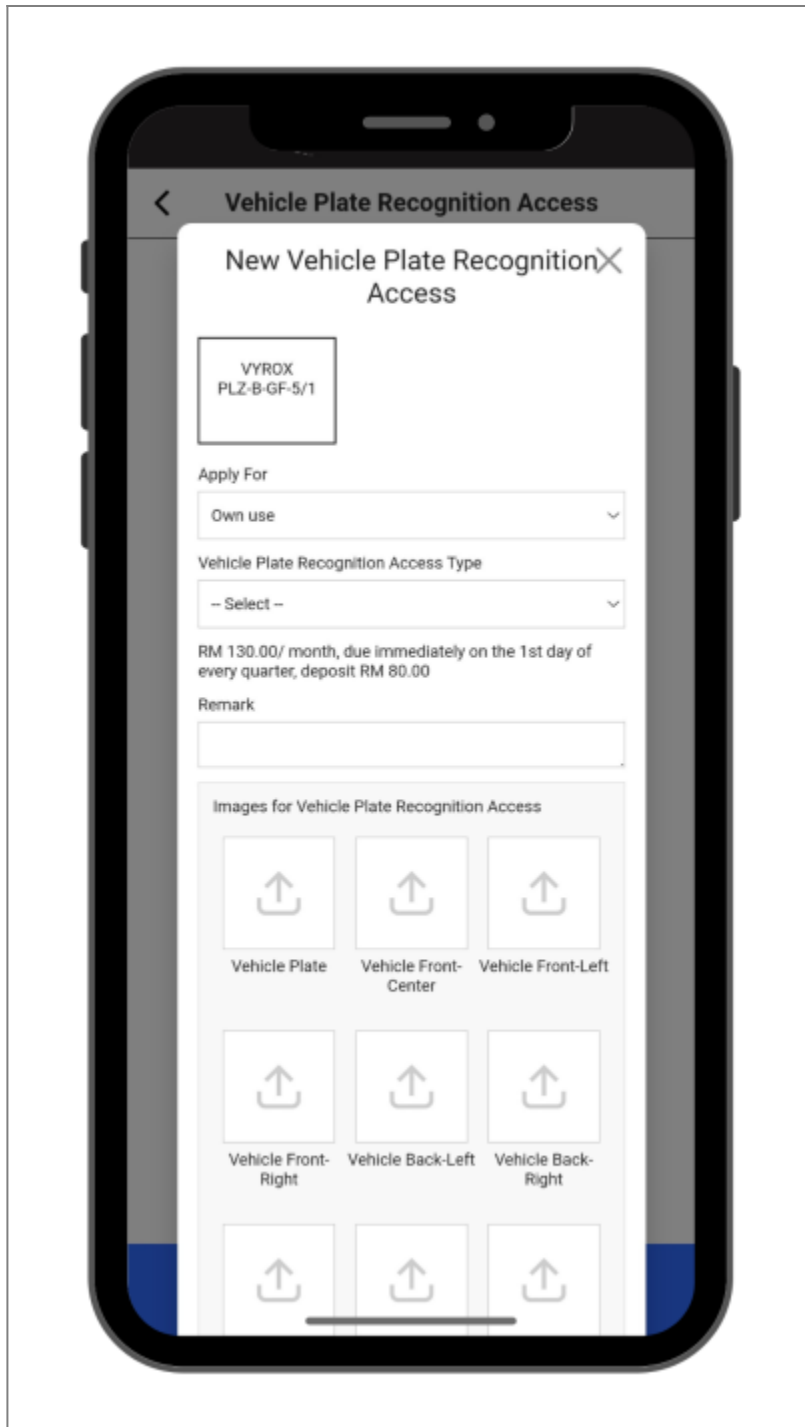 Vehicle Plate Recognition Access
New Vehicle Plate Recognition
Access
VYROX
PLZ-B-GF-5/1
Apply For
Own use
Vehicle Plate Recognition Access Type
-- Select --
RM 130.00/ month, due immediately on the 1st day of
every quarter, deposit RM 80.00
Remark
Images for Vehicle Plate Recognition Access
Vehicle Plate
Vehicle Front-
Center
Vehicle Front-Left
Vehicle Front-
Right
Vehicle Back-Left
Vehicle Back-
Right